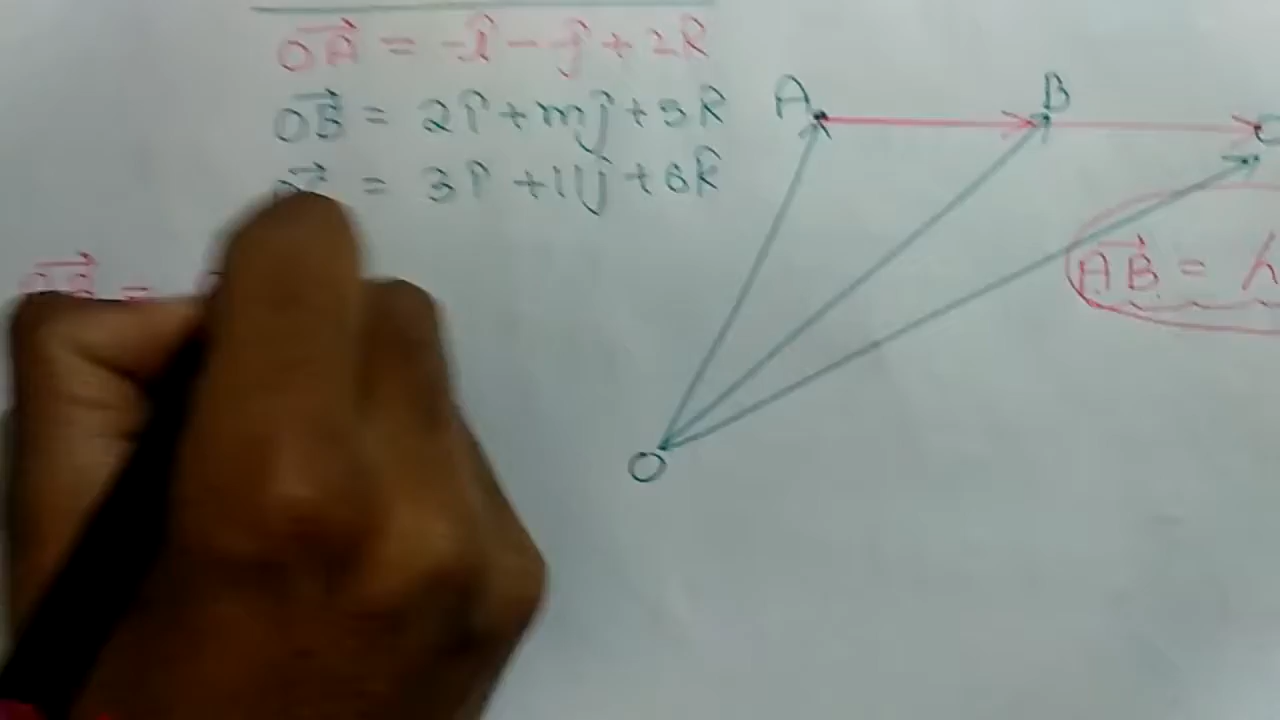 OA = -î - ĵ + 2k̂
OB = 2î + mĵ + 5k̂
= 3î + 11ĵ + 6k̂
A
B
C
AB =
=
O